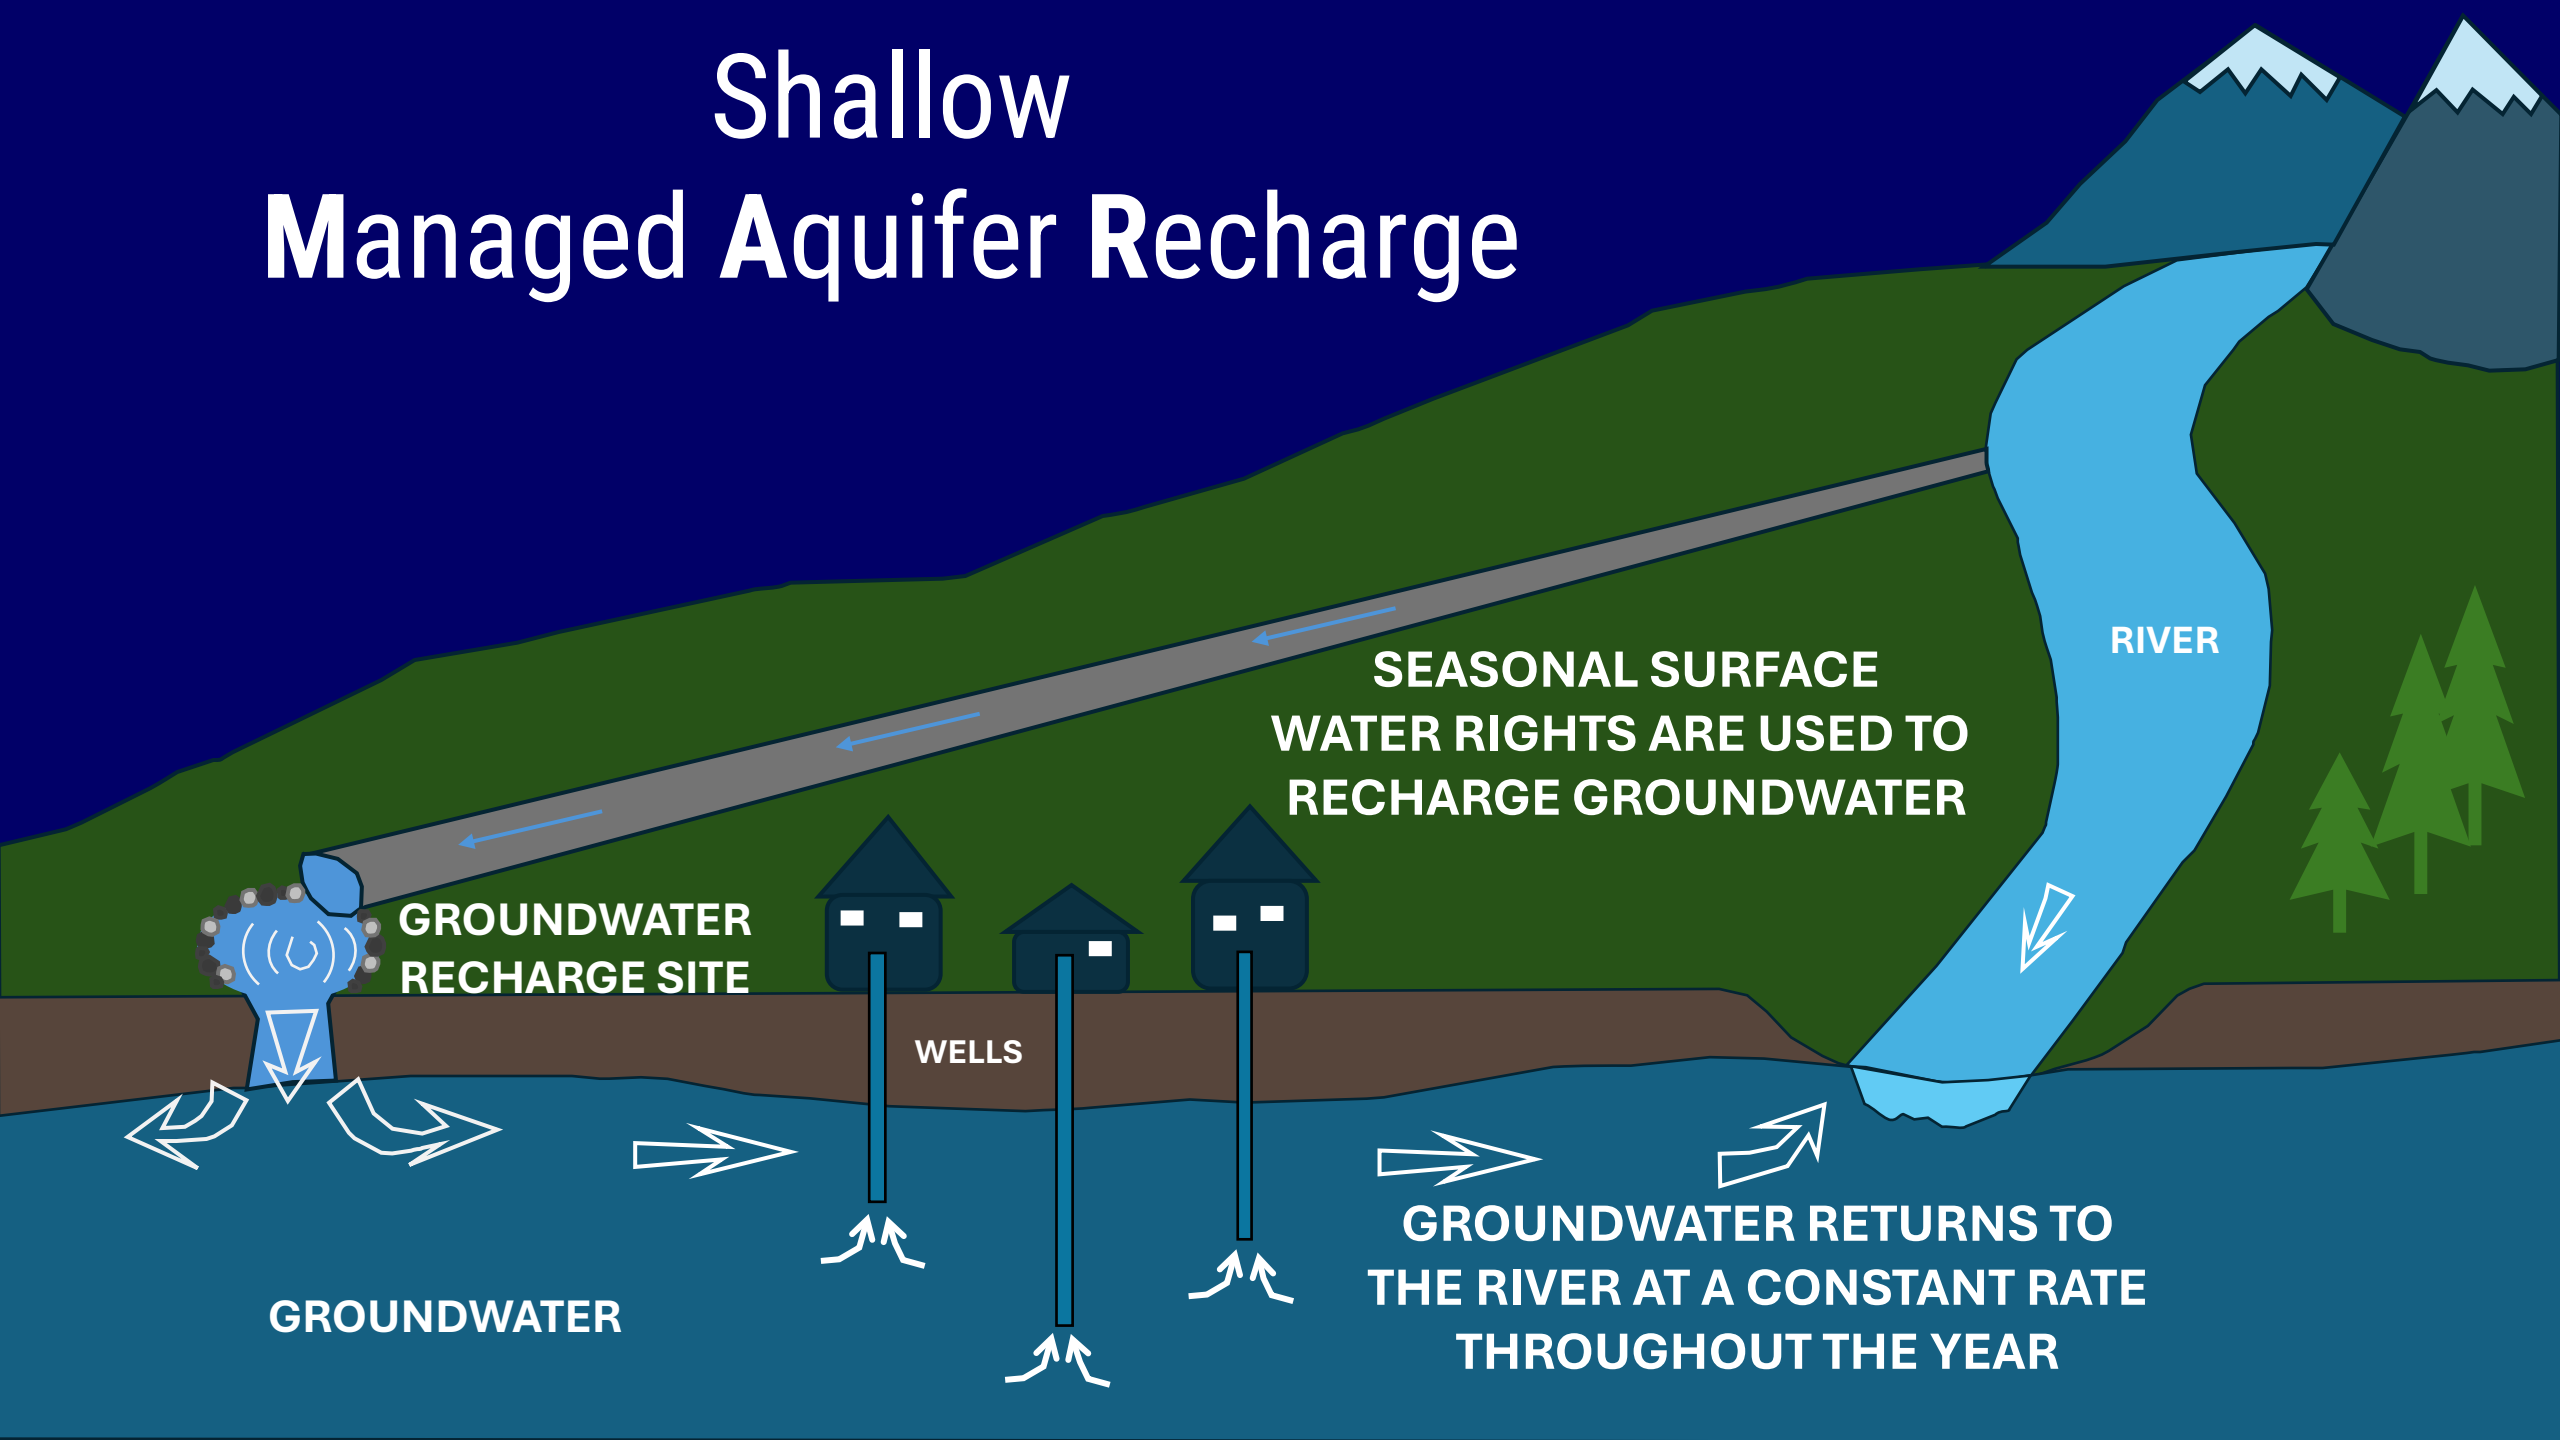 Shallow
Managed Aquifer Recharge
RIVER
SEASONAL SURFACE
WATER RIGHTS ARE USED TO
RECHARGE GROUNDWATER
GROUNDWATER
RECHARGE SITE
WELLS
GROUNDWATER RETURNS TO
THE RIVER AT A CONSTANT RATE
THROUGHOUT THE YEAR
GROUNDWATER